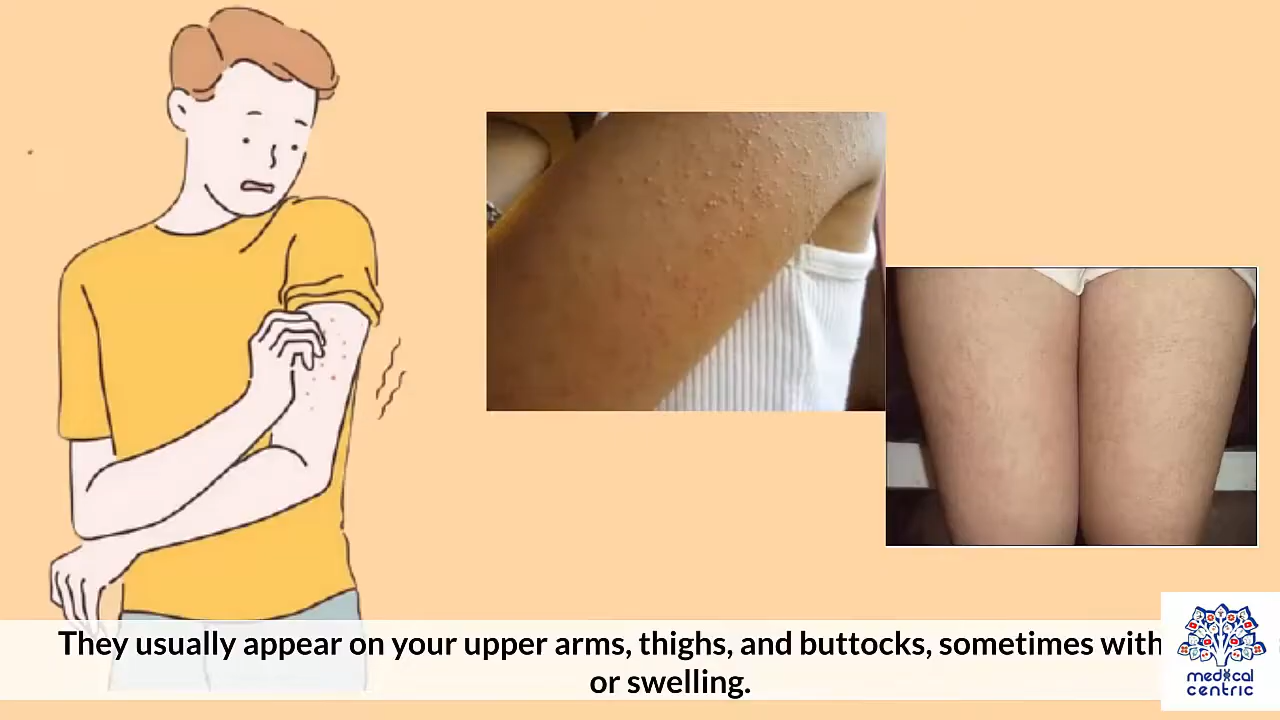 They usually appear on your upper arms, thighs, and buttocks, sometimes with
or swelling.
medical
centric